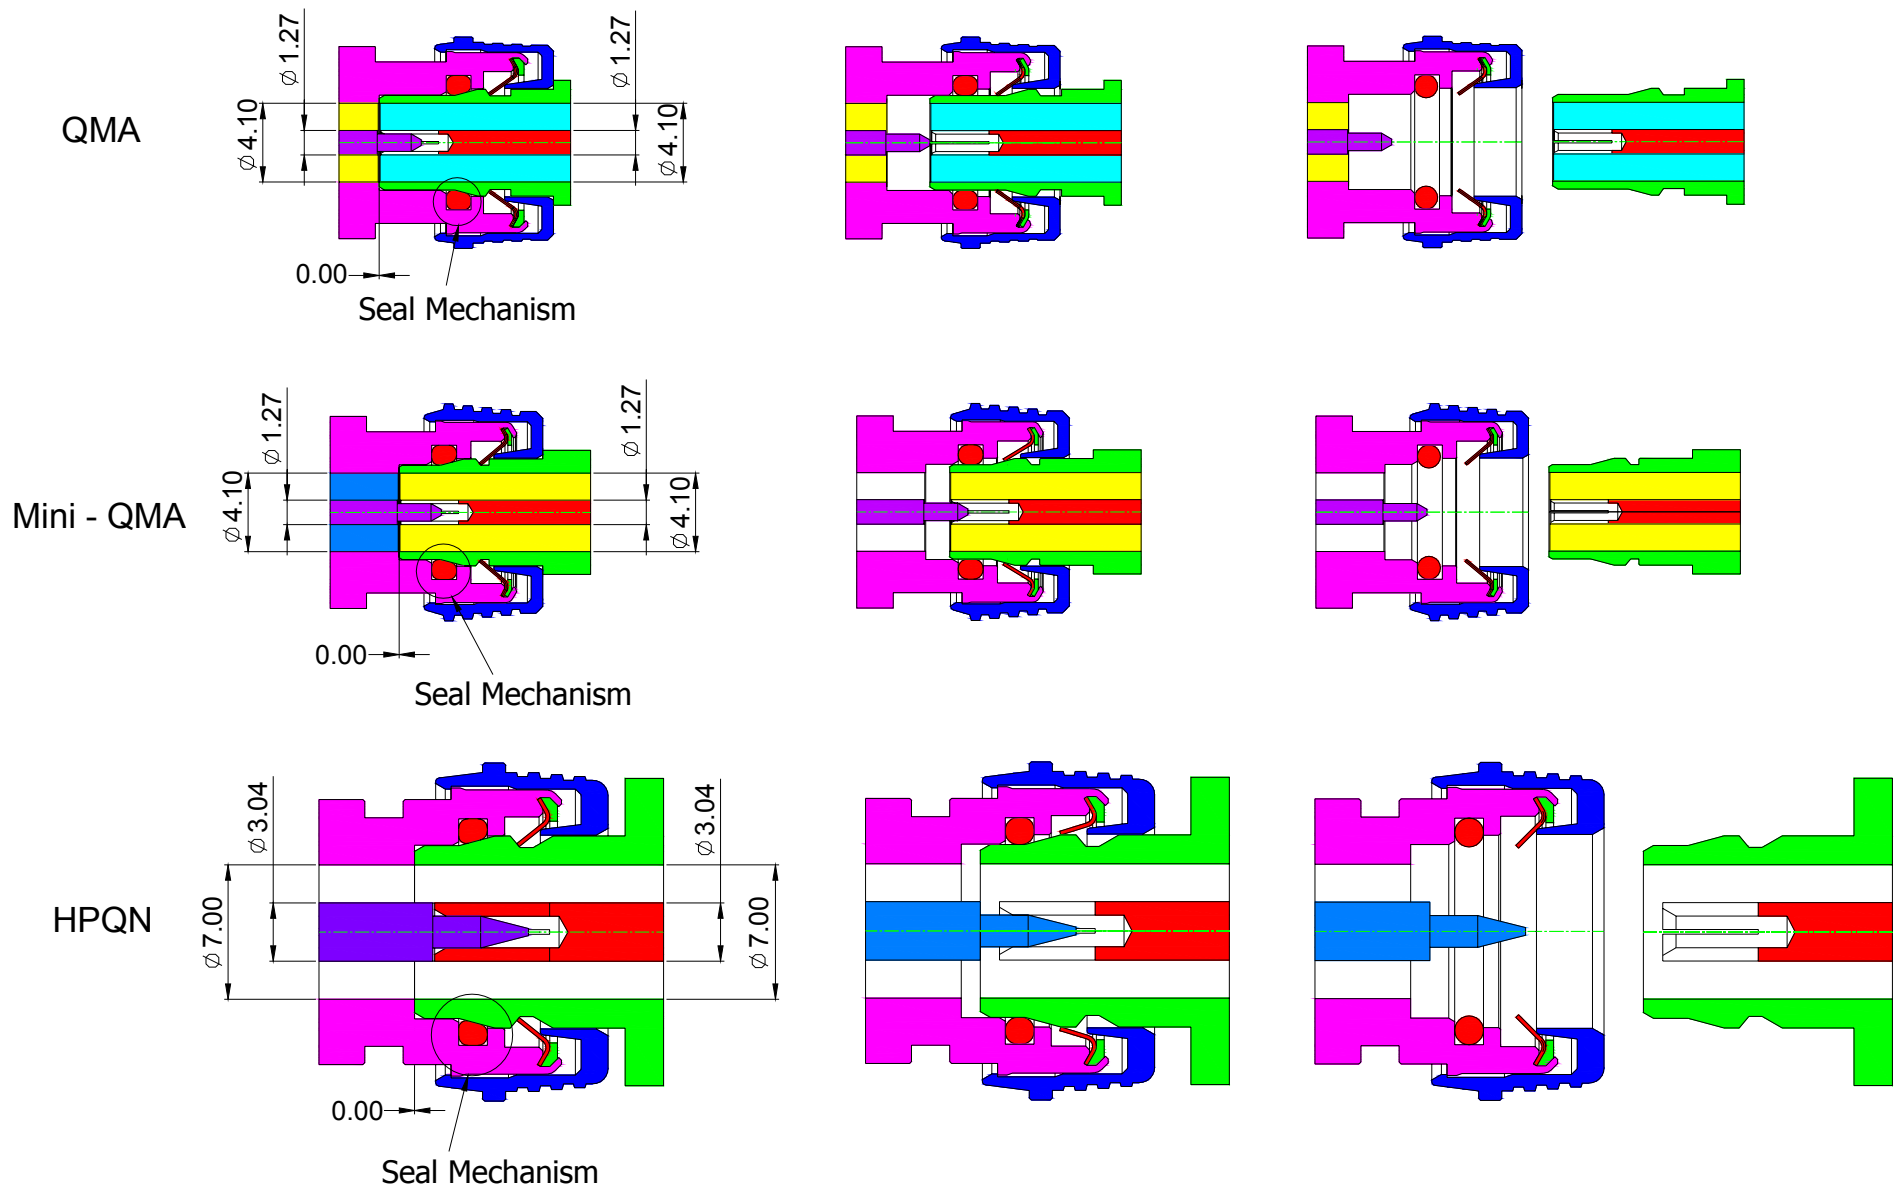 QMA
⌀ 1.27
⌀ 4.10
⌀ 1.27
⌀ 4.10
0.00
Seal Mechanism
Mini - QMA
⌀ 1.27
⌀ 4.10
⌀ 1.27
⌀ 4.10
0.00
Seal Mechanism
HPQN
⌀ 3.04
⌀ 7.00
⌀ 3.04
⌀ 7.00
0.00
Seal Mechanism